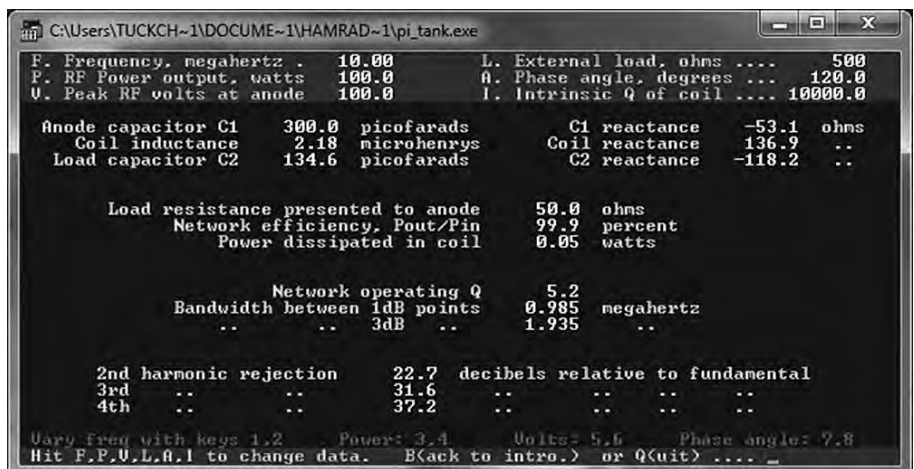 C:\Users\TUCKCH~1\DOCUME~1\HAMRAD~1\pi_tank.exe
F. Frequency, megahertz . 10.00 L. External load, ohms .... 500
P. RF Power output, watts 100.0 A. Phase angle, degrees ... 120.0
V. Peak RF volts at anode 100.0 I. Intrinsic Q of coil .... 10000.0
Anode capacitor C1 300.0 picofarads C1 reactance -53.1 ohms
Coil inductance 2.18 microhenrys Coil reactance 136.9 ..
Load capacitor C2 134.6 picofarads C2 reactance -118.2 ..
Load resistance presented to anode 50.0 ohms
Network efficiency, Pout/Pin 99.9 percent
Power dissipated in coil 0.05 watts
Network operating Q 5.2
Bandwidth between 1dB points 0.985 megahertz
.. .. 3dB .. 1.935 ..
2nd harmonic rejection 22.7 decibels relative to fundamental
3rd .. .. 31.6 .. .. .. ..
4th .. .. 37.2 .. .. .. ..
Vary freq with keys 1,2 Power: 3,4 Volts: 5,6 Phase angle: 7,8
Hit F,P,V,L,A,I to change data. B(ack to intro.) or Q(uit) .... _